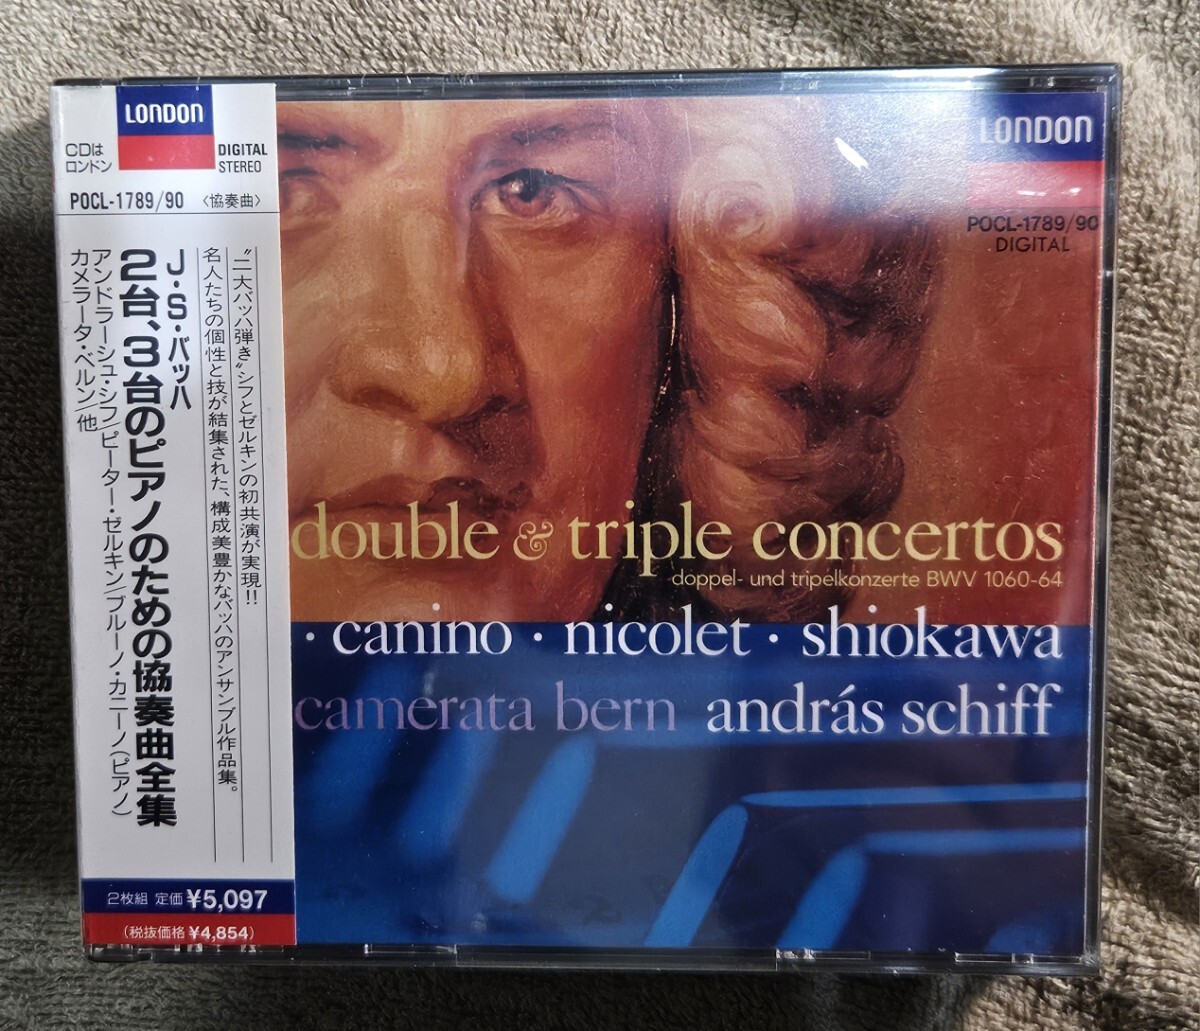 LONDON
CDは
ロンドン
DIGITAL
STEREO
POCL-1789/90
〈協奏曲〉
〝二大バッハ弾き〟シフとゼルキンの初共演が実現!!
名人たちの個性と技が結集された、構成美豊かなバッハのアンサンブル作品集。
J・S・バッハ
2台、3台のピアノのための協奏曲全集
アンドラーシュ・シフ/ピーター・ゼルキン/ブルーノ・カニーノ(ピアノ)
カメラータ・ベルン/他
2枚組 定価 ¥5,097
(税抜価格 ¥4,854)
LONDON
POCL-1789/90
DIGITAL
double & triple concertos
doppel- und tripelkonzerte BWV 1060-64
· canino · nicolet · shiokawa
camerata bern andrás schiff